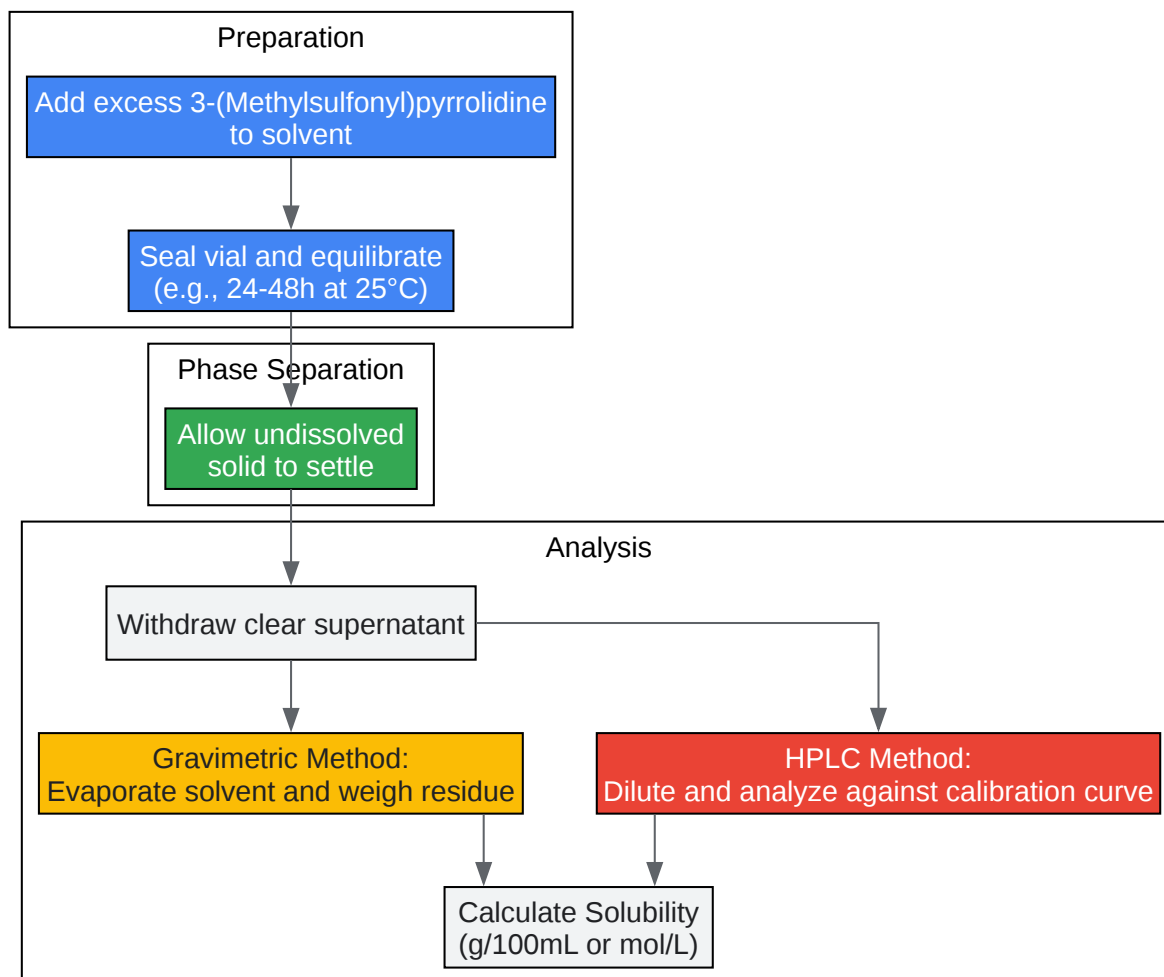 Preparation
Add excess 3-(Methylsulfonyl)pyrrolidine
to solvent
Seal vial and equilibrate
(e.g., 24-48h at 25°C)
Phase Separation
Allow undissolved
solid to settle
Analysis
Withdraw clear supernatant
Gravimetric Method:
Evaporate solvent and weigh residue
HPLC Method:
Dilute and analyze against calibration curve
Calculate Solubility
(g/100mL or mol/L)